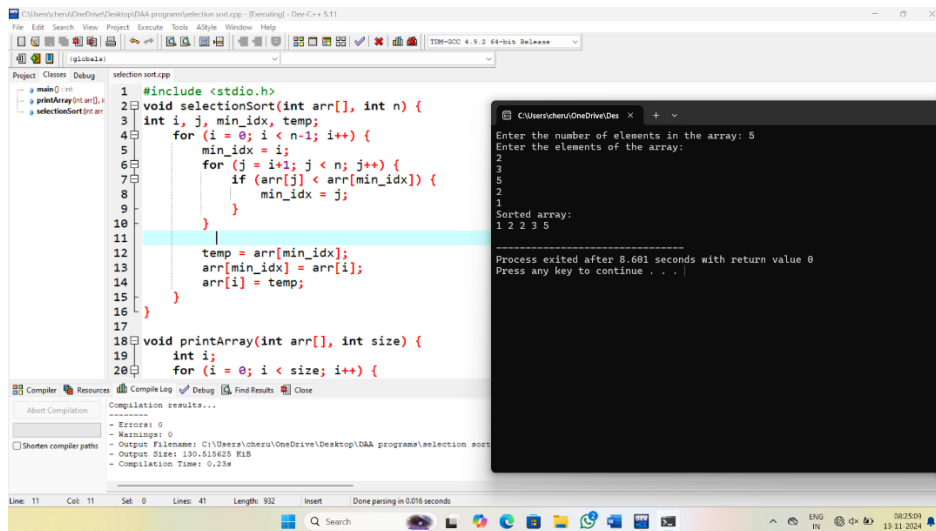 C:\Users\cheru\OneDrive\Desktop\DAA programs\selection sort.cpp - [Executing] - Dev-C++ 5.11
File Edit Search View Project Execute Tools AStyle Window Help
TDM-GCC 4.9.2 64-bit Release
(globals)
Project Classes Debug
selection sort.cpp
main () : int
printArray (int arr[], i
selectionSort (int arr
1 #include <stdio.h>
2 void selectionSort(int arr[], int n) {
3 int i, j, min_idx, temp;
4 for (i = 0; i < n-1; i++) {
5 min_idx = i;
6 for (j = i+1; j < n; j++) {
7 if (arr[j] < arr[min_idx]) {
8 min_idx = j;
9 }
10 }
11
12 temp = arr[min_idx];
13 arr[min_idx] = arr[i];
14 arr[i] = temp;
15 }
16 }
17
18 void printArray(int arr[], int size) {
19 int i;
20 for (i = 0; i < size; i++) {
C:\Users\cheru\OneDrive\Des
Enter the number of elements in the array: 5
Enter the elements of the array:
2
3
5
2
1
Sorted array:
1 2 2 3 5
--------------------------------
Process exited after 8.601 seconds with return value 0
Press any key to continue . . .
Compiler Resources Compile Log Debug Find Results Close
Abort Compilation
Shorten compiler paths
Compilation results...
--------
- Errors: 0
- Warnings: 0
- Output Filename: C:\Users\cheru\OneDrive\Desktop\DAA programs\selection sort
- Output Size: 130.515625 KiB
- Compilation Time: 0.23s
Line: 11 Col: 11 Sel: 0 Lines: 41 Length: 932 Insert Done parsing in 0.016 seconds
Search
ENG
IN
08:25:09
13-11-2024